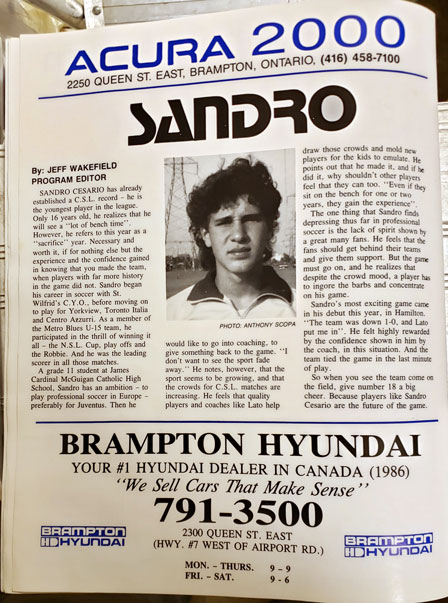 ACURA 2000
2250 QUEEN ST. EAST, BRAMPTON, ONTARIO, (416) 458-7100
SANDRO
By: JEFF WAKEFIELD
PROGRAM EDITOR
SANDRO CESARIO has already
established a C.S.L. record – he is
the youngest player in the league.
Only 16 years old, he realizes that he
will see a “lot of bench time”.
However, he refers to this year as a
“sacrifice” year. Necessary and
worth it, if for nothing else but the
experience and the confidence gained
in knowing that you made the team,
when players with far more history
in the game did not. Sandro began
his career in soccer with St.
Wilfrid’s C.Y.O., before moving on
to play for Yorkview, Toronto Italia
and Centro Azzurri. As a member of
the Metro Blues U-15 team, he
participated in the thrill of winning it
all – the N.S.L. Cup, play offs and
the Robbie. And he was the leading
scorer in all those matches.
A grade 11 student at James
Cardinal McGuigan Catholic High
School, Sandro has an ambition – to
play professional soccer in Europe –
preferably for Juventus. Then he
PHOTO: ANTHONY SCOPA
would like to go into coaching, to
give something back to the game. “I
don’t want to see the sport fade
away.” He notes, however, that the
sport seems to be growing, and that
the crowds for C.S.L. matches are
increasing. He feels that quality
players and coaches like Lato help
draw those crowds and mold new
players for the kids to emulate. He
points out that he made it, and if he
did it, why shouldn’t other players
feel that they can too. “Even if they
sit on the bench for one or two
years, they gain the experience”.
The one thing that Sandro finds
depressing thus far in professional
soccer is the lack of spirit shown by
a great many fans. He feels that the
fans should get behind their teams
and give them support. But the game
must go on, and he realizes that
despite the crowd mood, a player has
to ingore the barbs and concentrate
on his game.
Sandro’s most exciting game came
in his debut this year, in Hamilton.
“The team was down 1-0, and Lato
put me in”. He felt highly rewarded
by the confidence shown in him by
the coach, in this situation. And the
team tied the game in the last minute
of play.
So when you see the team come on
the field, give number 18 a big
cheer. Because players like Sandro
Cesario are the future of the game.
BRAMPTON HYUNDAI
YOUR #1 HYUNDAI DEALER IN CANADA (1986)
“We Sell Cars That Make Sense”
791-3500
2300 QUEEN ST. EAST
(HWY. #7 WEST OF AIRPORT RD.)
BRAMPTON
HYUNDAI
BRAMPTON
HYUNDAI
MON. - THURS. 9 - 9
FRI. - SAT. 9 - 6